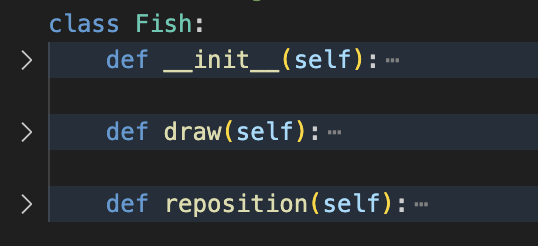 class Fish:
def __init__(self):⋯
def draw(self):⋯
def reposition(self):⋯